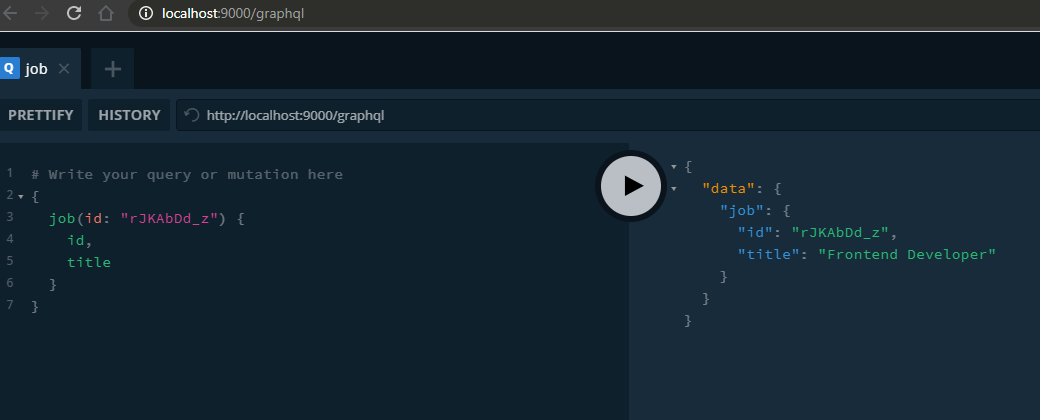 localhost:9000/graphql
Q job
PRETTIFY HISTORY http://localhost:9000/graphql
1 # Write your query or mutation here
2 {
3 job(id: "rJKAbDd_z") {
4 id,
5 title
6 }
7 }
{
"data": {
"job": {
"id": "rJKAbDd_z",
"title": "Frontend Developer"
}
}
}